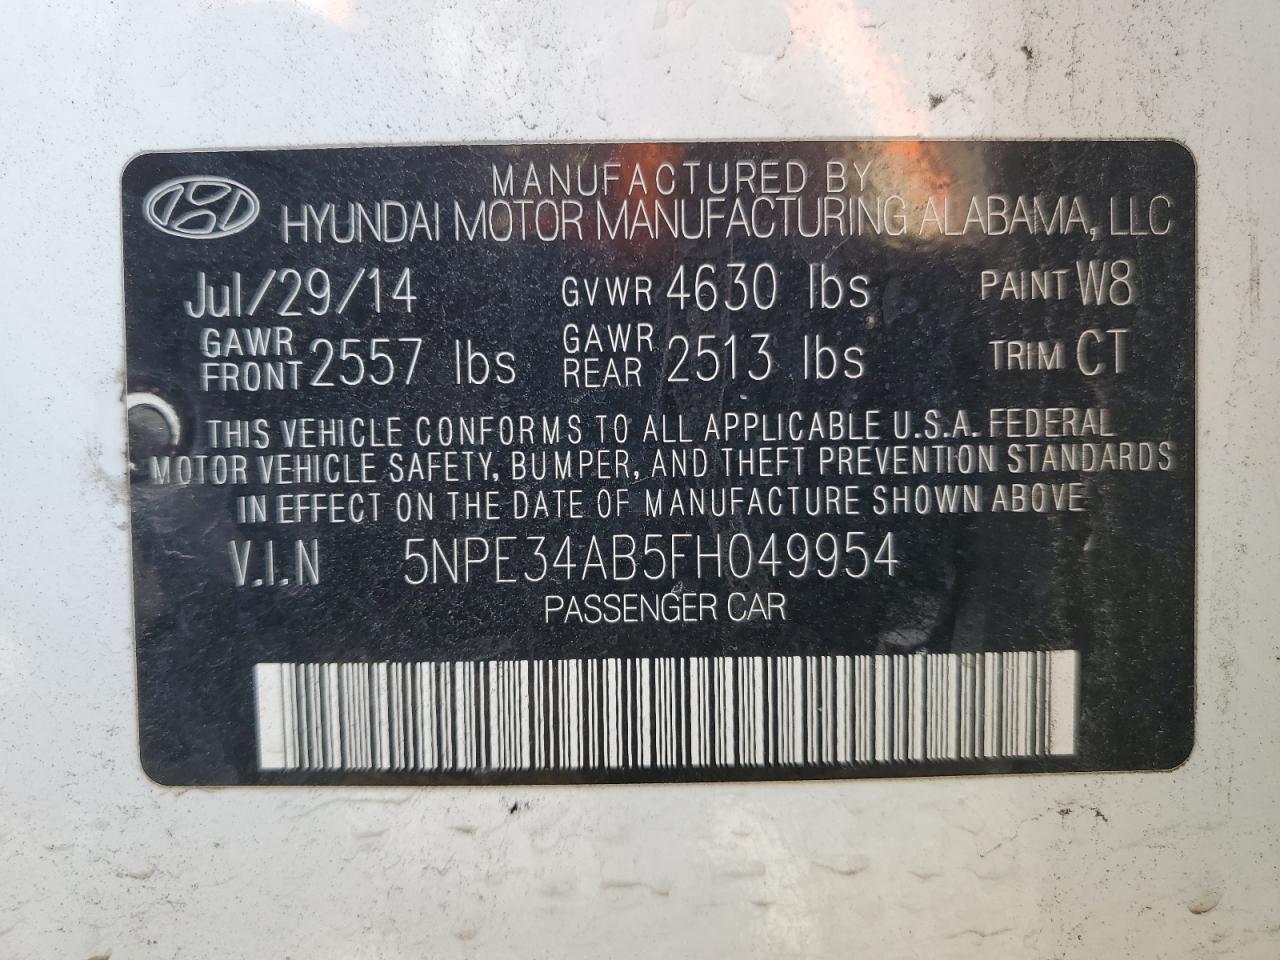 MANUFACTURED BY
HYUNDAI MOTOR MANUFACTURING ALABAMA, LLC
Jul/29/14 GVWR 4630 lbs PAINT W8
GAWR FRONT 2557 lbs GAWR REAR 2513 lbs TRIM CT
THIS VEHICLE CONFORMS TO ALL APPLICABLE U.S.A. FEDERAL
MOTOR VEHICLE SAFETY, BUMPER, AND THEFT PREVENTION STANDARDS
IN EFFECT ON THE DATE OF MANUFACTURE SHOWN ABOVE
V.I.N 5NPE34AB5FH049954
PASSENGER CAR